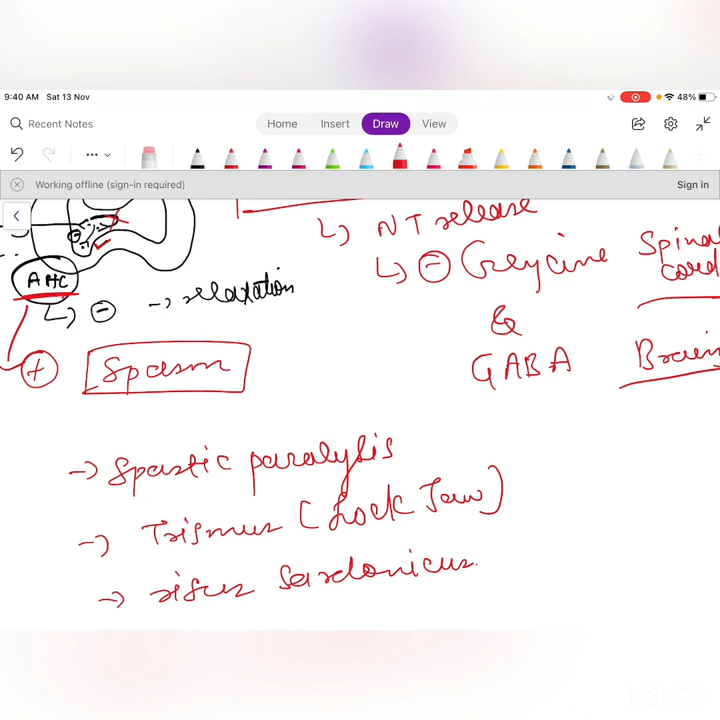 9:40 AM Sat 13 Nov
48%
Recent Notes
Home Insert Draw View
Working offline (sign-in required)
Sign in
↳ NT release
↳ ⊖ Glycine
&
GABA
Spinal
cord
Brain
AHC
↳ ⊖ → relaxation
⊕ Spasm
→ Spastic paralylis
→ Trismus (Lock Jaw)
→ risus Sardonicus.